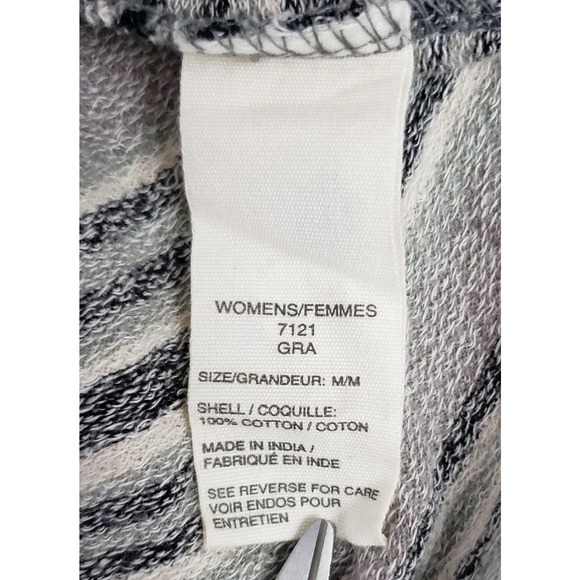 WOMENS/FEMMES
7121
GRA
SIZE/GRANDEUR: M/M
SHELL / COQUILLE:
100% COTTON / COTON
MADE IN INDIA /
FABRIQUÉ EN INDE
SEE REVERSE FOR CARE
VOIR ENDOS POUR
ENTRETIEN